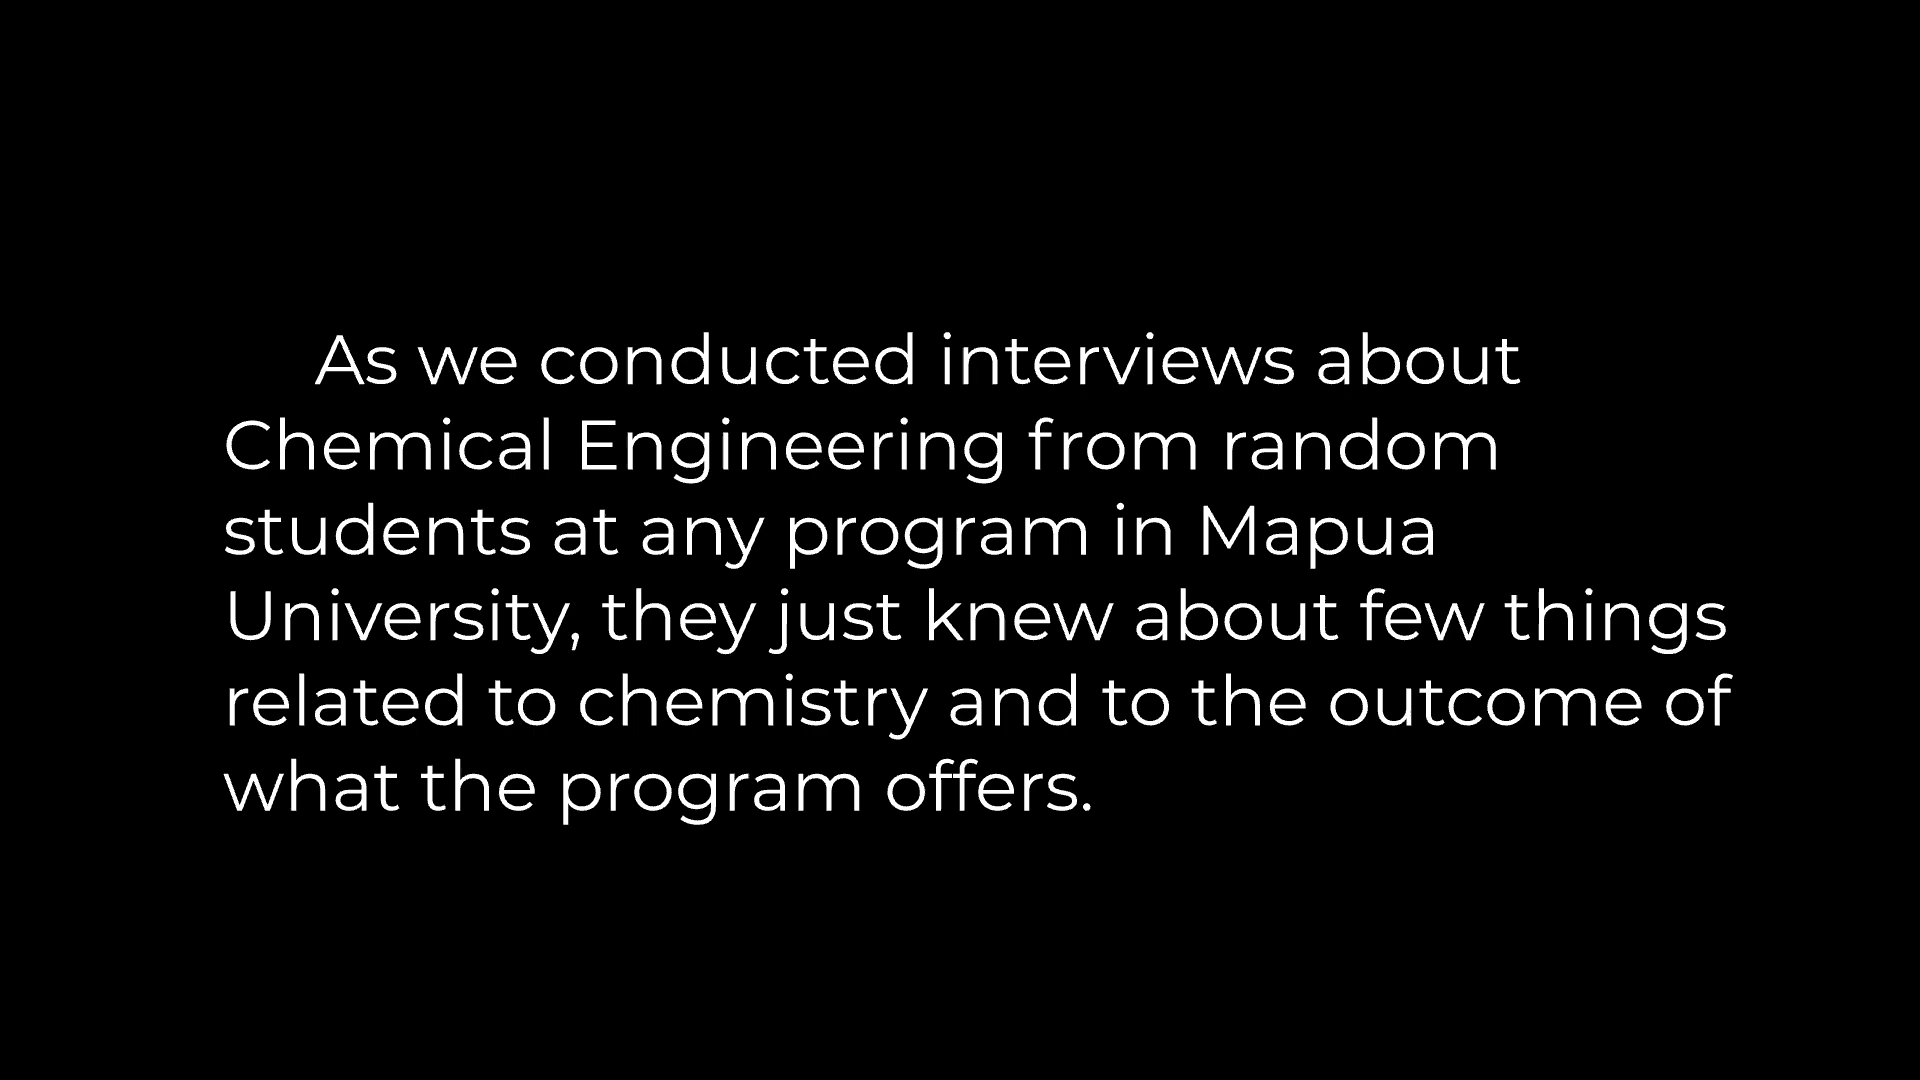 As we conducted interviews about
Chemical Engineering from random
students at any program in Mapua
University, they just knew about few things
related to chemistry and to the outcome of
what the program offers.